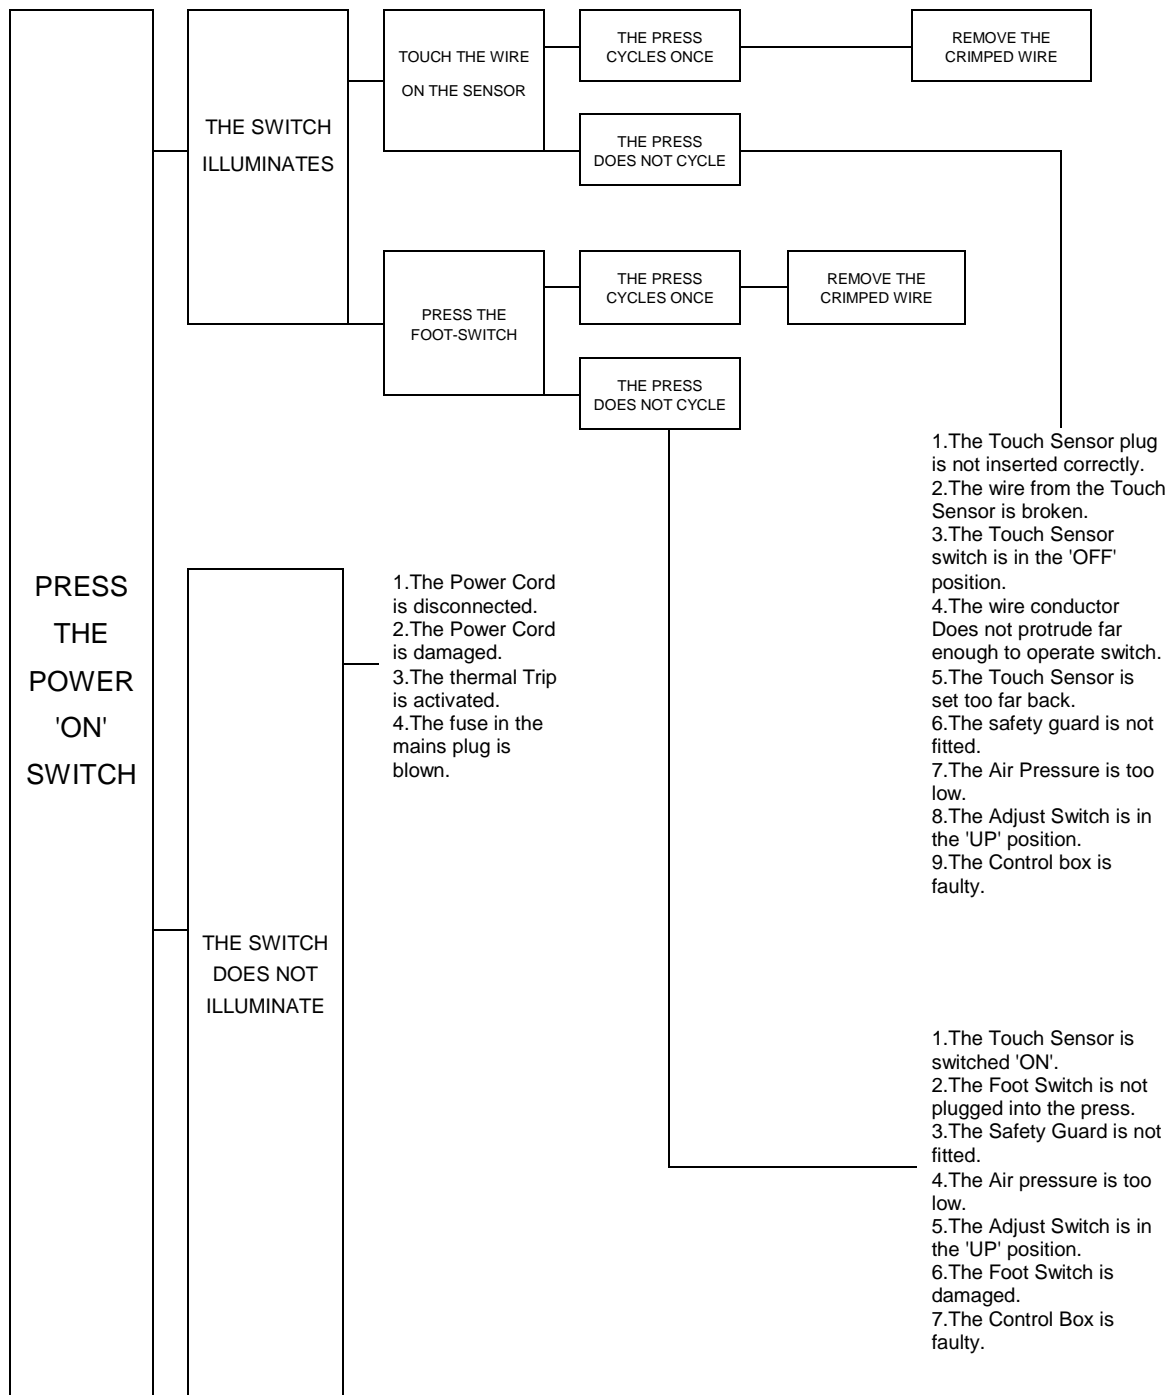 PRESS
THE
POWER
'ON'
SWITCH
THE SWITCH
ILLUMINATES
TOUCH THE WIRE
ON THE SENSOR
THE PRESS
CYCLES ONCE
REMOVE THE
CRIMPED WIRE
THE PRESS
DOES NOT CYCLE
PRESS THE
FOOT-SWITCH
THE PRESS
CYCLES ONCE
REMOVE THE
CRIMPED WIRE
THE PRESS
DOES NOT CYCLE
1.The Touch Sensor plug
is not inserted correctly.
2.The wire from the Touch
Sensor is broken.
3.The Touch Sensor
switch is in the 'OFF'
position.
4.The wire conductor
Does not protrude far
enough to operate switch.
5.The Touch Sensor is
set too far back.
6.The safety guard is not
fitted.
7.The Air Pressure is too
low.
8.The Adjust Switch is in
the 'UP' position.
9.The Control box is
faulty.
THE SWITCH
DOES NOT
ILLUMINATE
1.The Power Cord
is disconnected.
2.The Power Cord
is damaged.
3.The thermal Trip
is activated.
4.The fuse in the
mains plug is
blown.
1.The Touch Sensor is
switched 'ON'.
2.The Foot Switch is not
plugged into the press.
3.The Safety Guard is not
fitted.
4.The Air pressure is too
low.
5.The Adjust Switch is in
the 'UP' position.
6.The Foot Switch is
damaged.
7.The Control Box is
faulty.